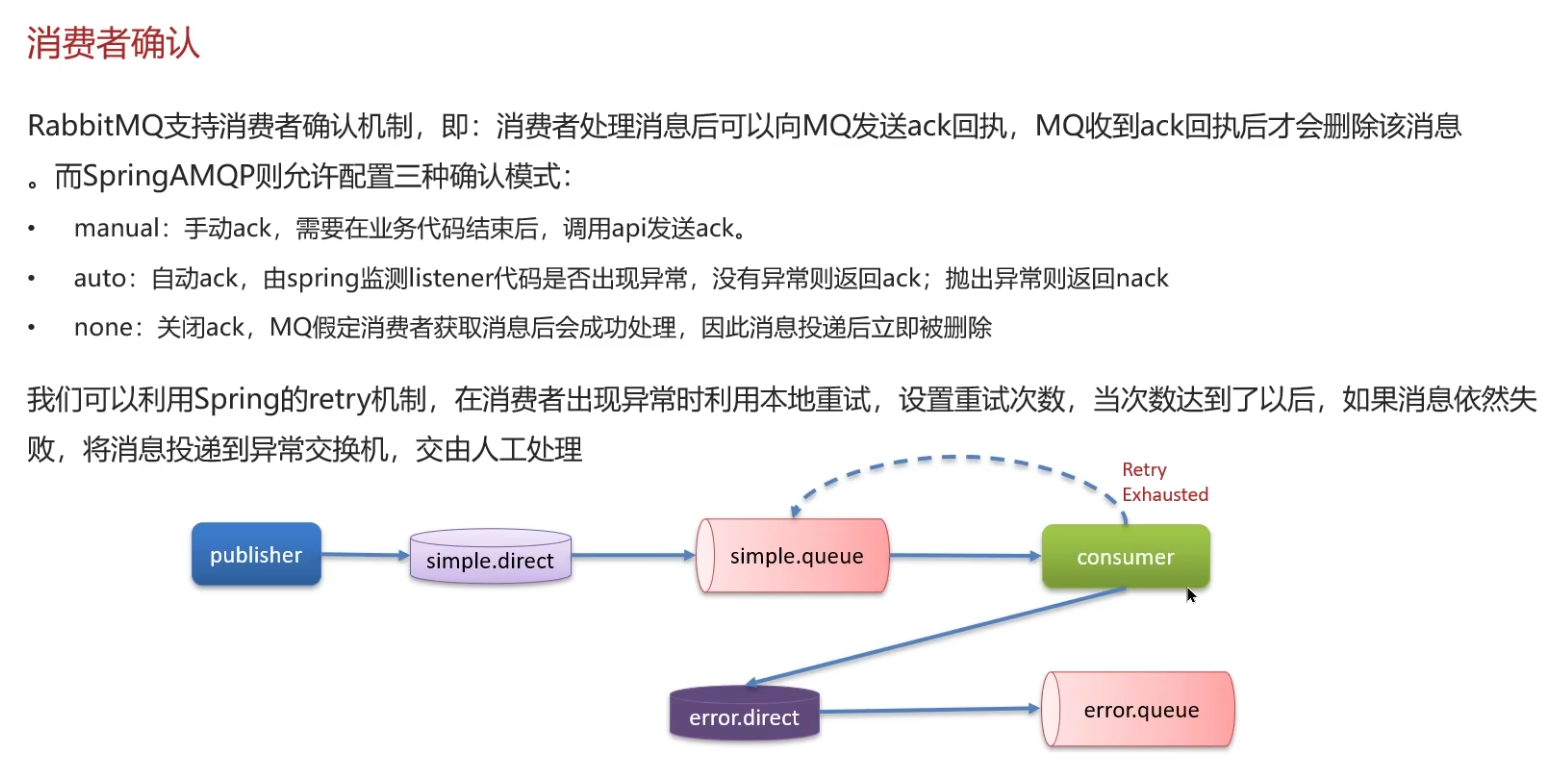 消费者确认
RabbitMQ支持消费者确认机制，即：消费者处理消息后可以向MQ发送ack回执，MQ收到ack回执后才会删除该消息
。而SpringAMQP则允许配置三种确认模式：
• manual：手动ack，需要在业务代码结束后，调用api发送ack。
• auto：自动ack，由spring监测listener代码是否出现异常，没有异常则返回ack；抛出异常则返回nack
• none：关闭ack，MQ假定消费者获取消息后会成功处理，因此消息投递后立即被删除
我们可以利用Spring的retry机制，在消费者出现异常时利用本地重试，设置重试次数，当次数达到了以后，如果消息依然失
败，将消息投递到异常交换机，交由人工处理
Retry
Exhausted
publisher
simple.direct
simple.queue
consumer
error.direct
error.queue